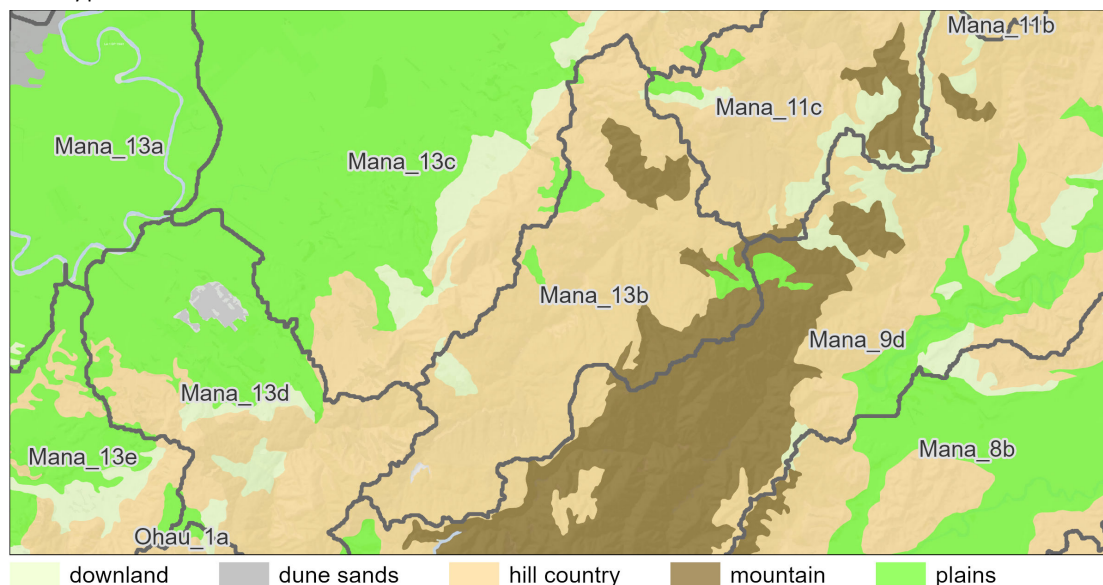 Mana_11b
Mana_11c
Mana_13a
Mana_13c
Mana_13b
Mana_9d
Mana_13d
Mana_13e
Mana_8b
Ohau_1a
downland
dune sands
hill country
mountain
plains